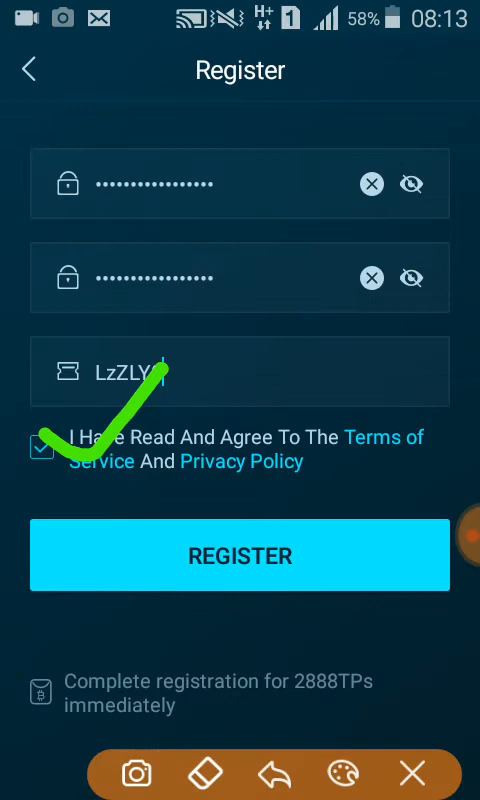 H+
1
58%
08:13
Register
•••••••••••••••••
•••••••••••••••••
I Have Read And Agree To The Terms of
Service And Privacy Policy
REGISTER
Complete registration for 2888TPs
immediately